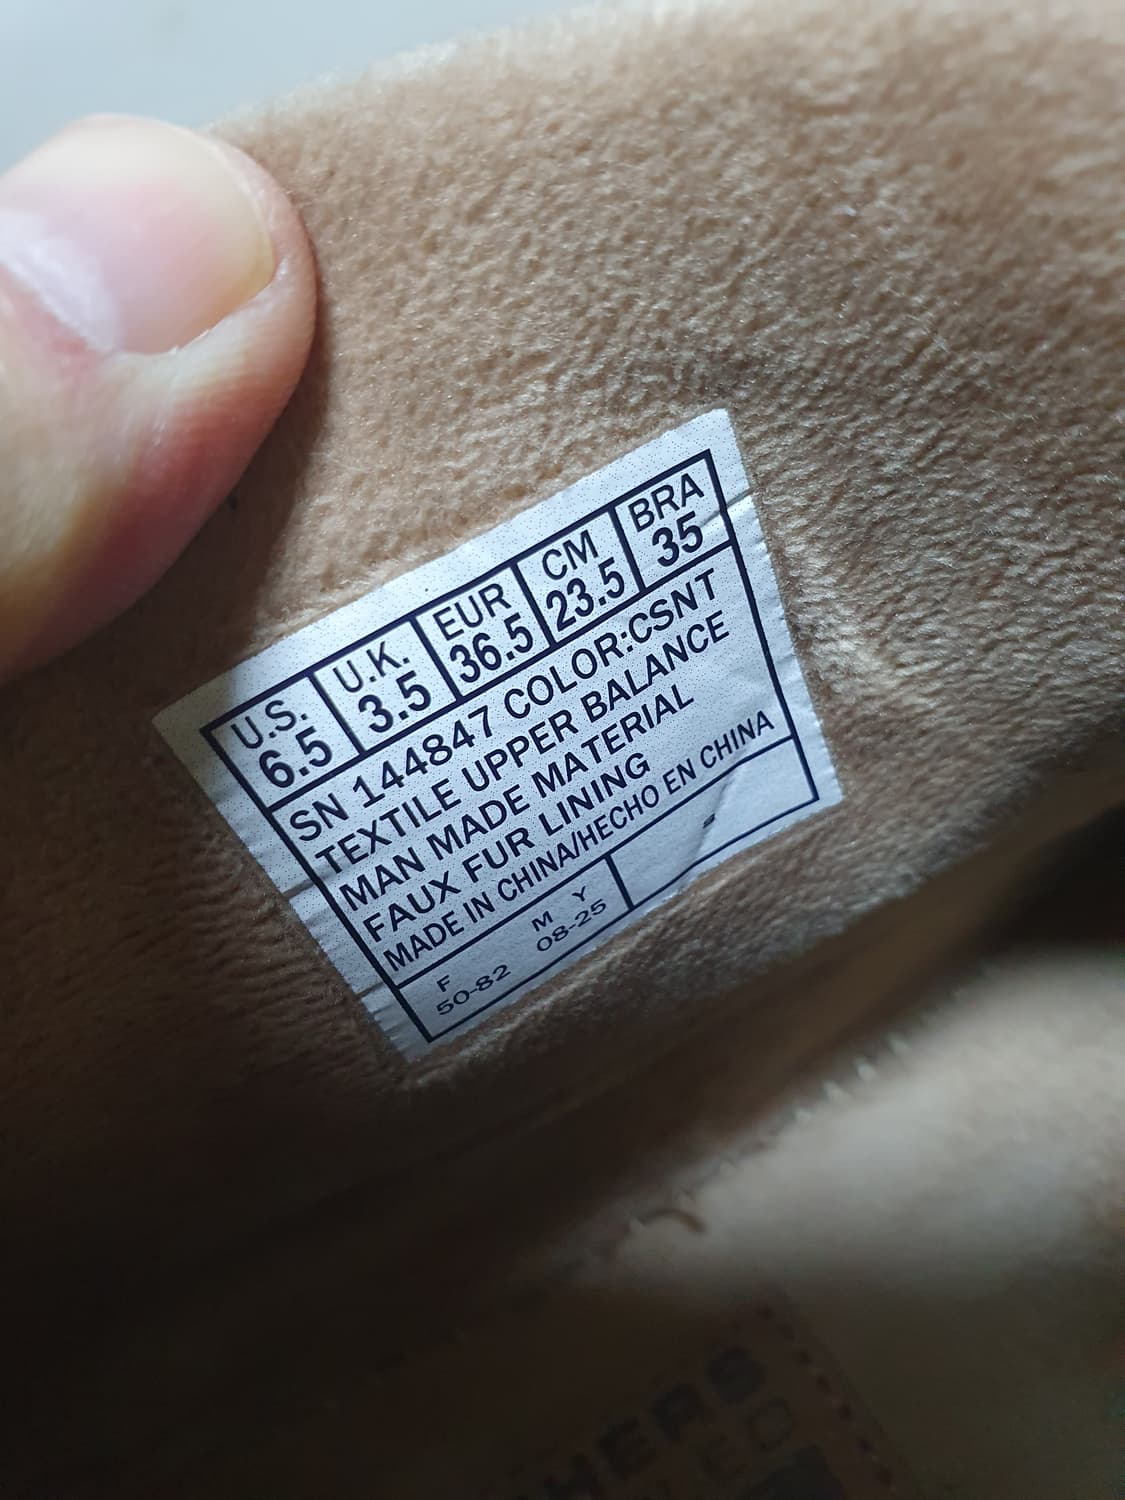 U.S. U.K. EUR CM BRA
6.5 3.5 36.5 23.5 35
SN 144847 COLOR:CSNT
TEXTILE UPPER BALANCE
MAN MADE MATERIAL
FAUX FUR LINING
MADE IN CHINA/HECHO EN CHINA
F M Y
50-82 08-25